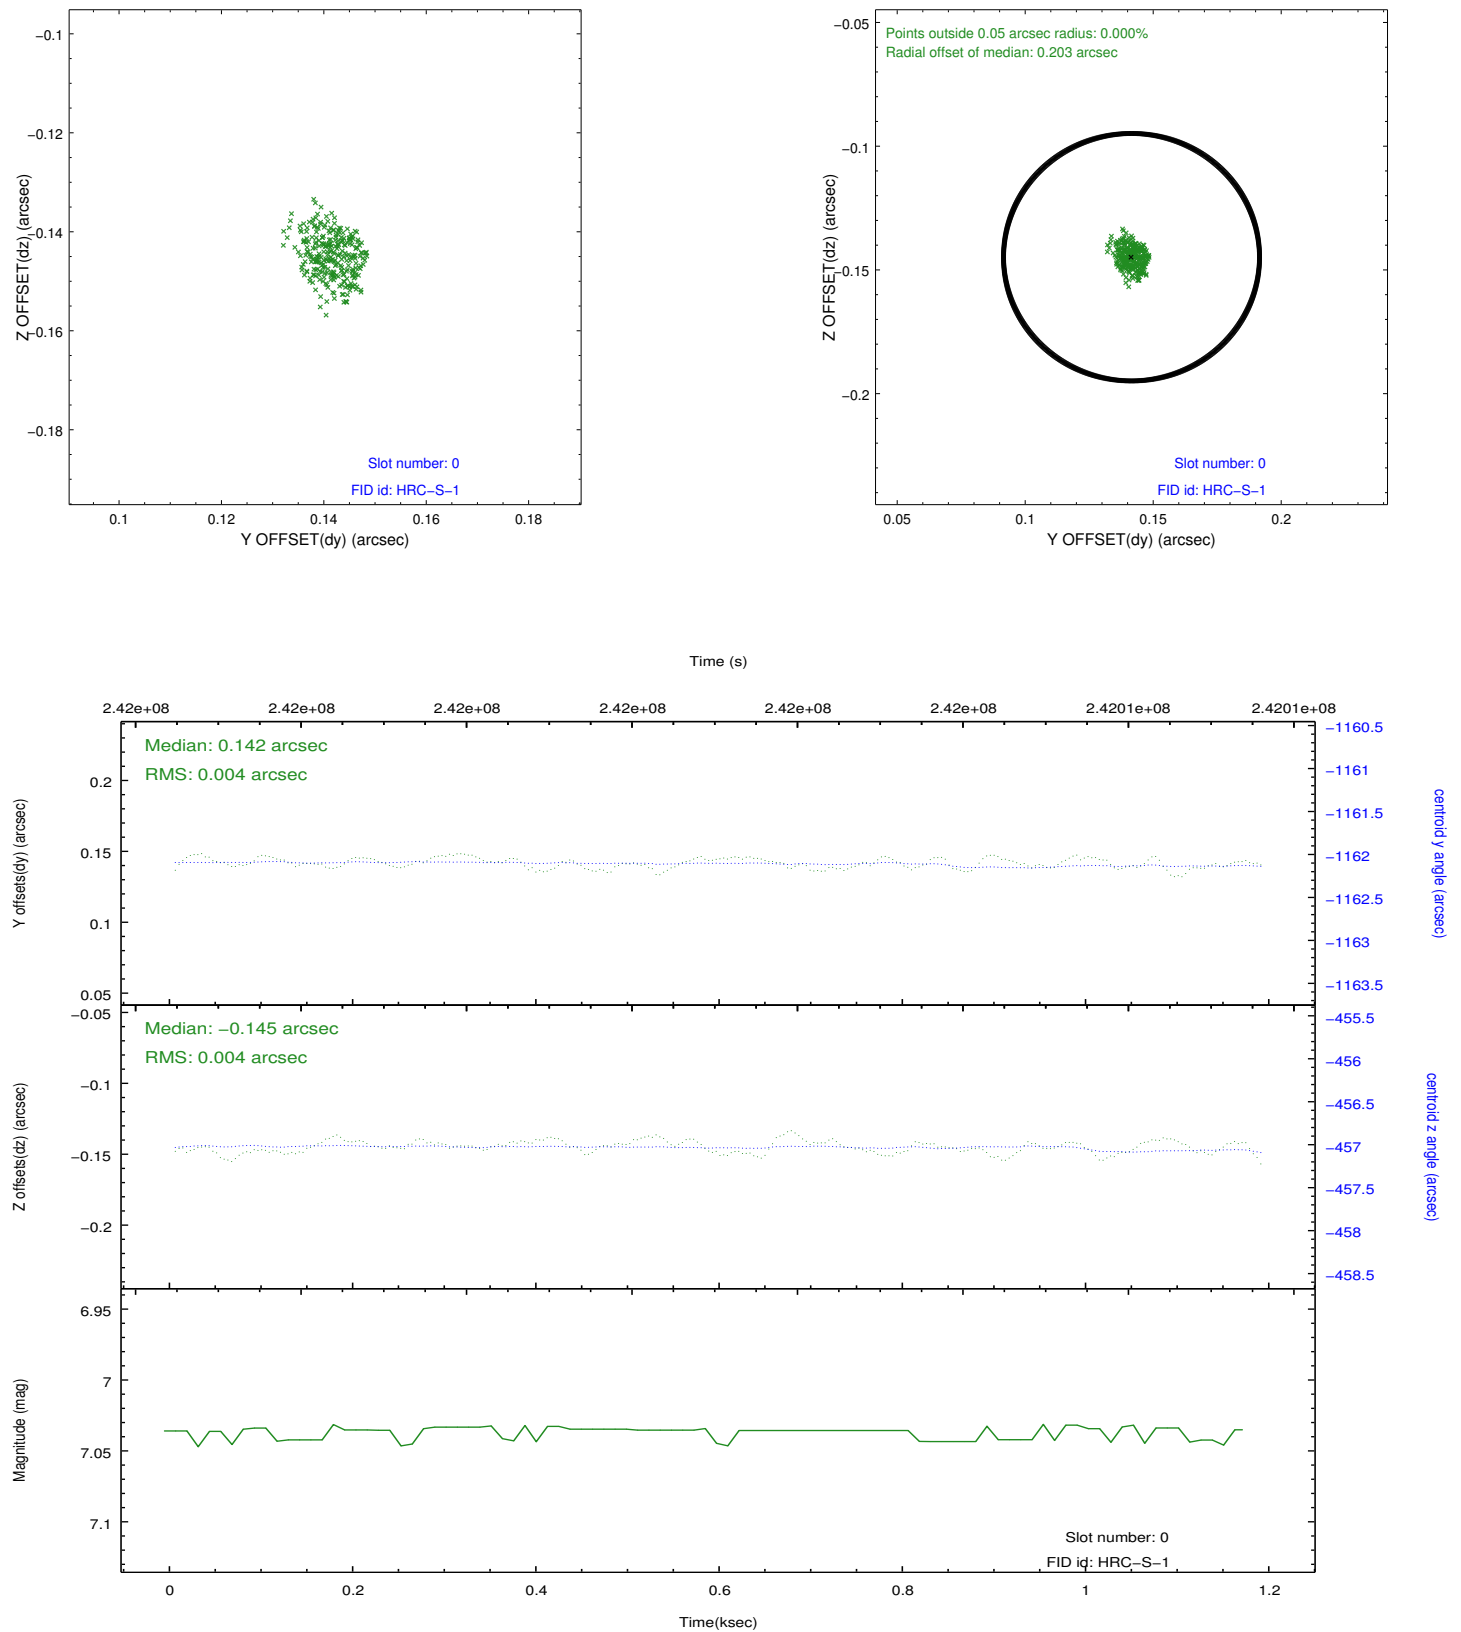 −0.1
−0.12
−0.14
−0.16
−0.18
Z OFFSET(dz) (arcsec)
Slot number: 0
FID id: HRC−S−1
0.1 0.12 0.14 0.16 0.18
Y OFFSET(dy) (arcsec)
Points outside 0.05 arcsec radius: 0.000%
Radial offset of median: 0.203 arcsec
−0.05
−0.1
−0.15
−0.2
Z OFFSET(dz) (arcsec)
Slot number: 0
FID id: HRC−S−1
0.05 0.1 0.15 0.2
Y OFFSET(dy) (arcsec)
Time (s)
2.42e+08 2.42e+08 2.42e+08 2.42e+08 2.42e+08 2.42e+08 2.4201e+08 2.4201e+08
Median: 0.142 arcsec
RMS: 0.004 arcsec
0.2
0.15
0.1
0.05
Y offsets(dy) (arcsec)
−1160.5
−1161
−1161.5
−1162
−1162.5
−1163
−1163.5
centroid y angle (arcsec)
Median: −0.145 arcsec
RMS: 0.004 arcsec
−0.05
−0.1
−0.15
−0.2
Z offsets(dz) (arcsec)
−455.5
−456
−456.5
−457
−457.5
−458
−458.5
centroid z angle (arcsec)
6.95
7
7.05
7.1
Magnitude (mag)
Slot number: 0
FID id: HRC−S−1
0 0.2 0.4 0.6 0.8 1 1.2
Time(ksec)